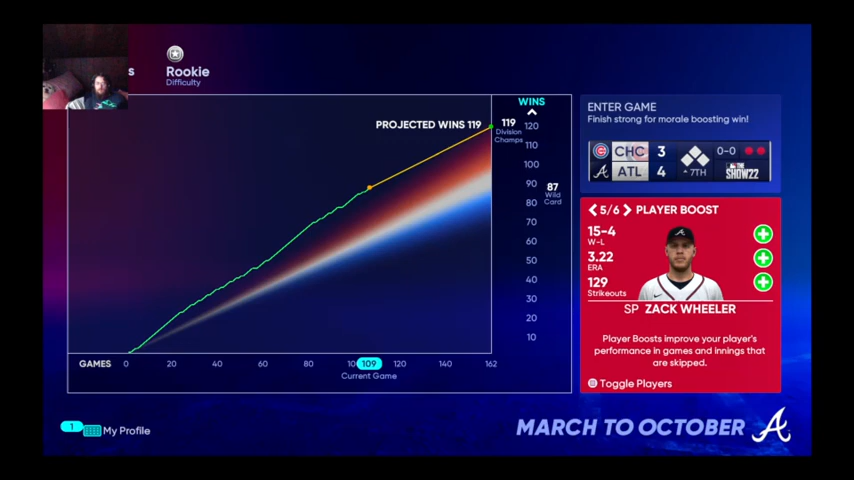 s
Rookie
Difficulty
PROJECTED WINS 119
WINS
119
Division
Champs
87
Wild
Card
120
110
100
90
80
70
60
50
40
30
20
10
GAMES
0
20
40
60
80
10
109
120
140
162
Current Game
ENTER GAME
Finish strong for morale boosting win!
CHC 3
ATL 4
7TH
0-0
MLB
THE
SHOW22
5/6
PLAYER BOOST
15-4
W-L
3.22
ERA
129
Strikeouts
SP ZACK WHEELER
Player Boosts improve your player's
performance in games and innings that
are skipped.
Toggle Players
1
My Profile
MARCH TO OCTOBER
A